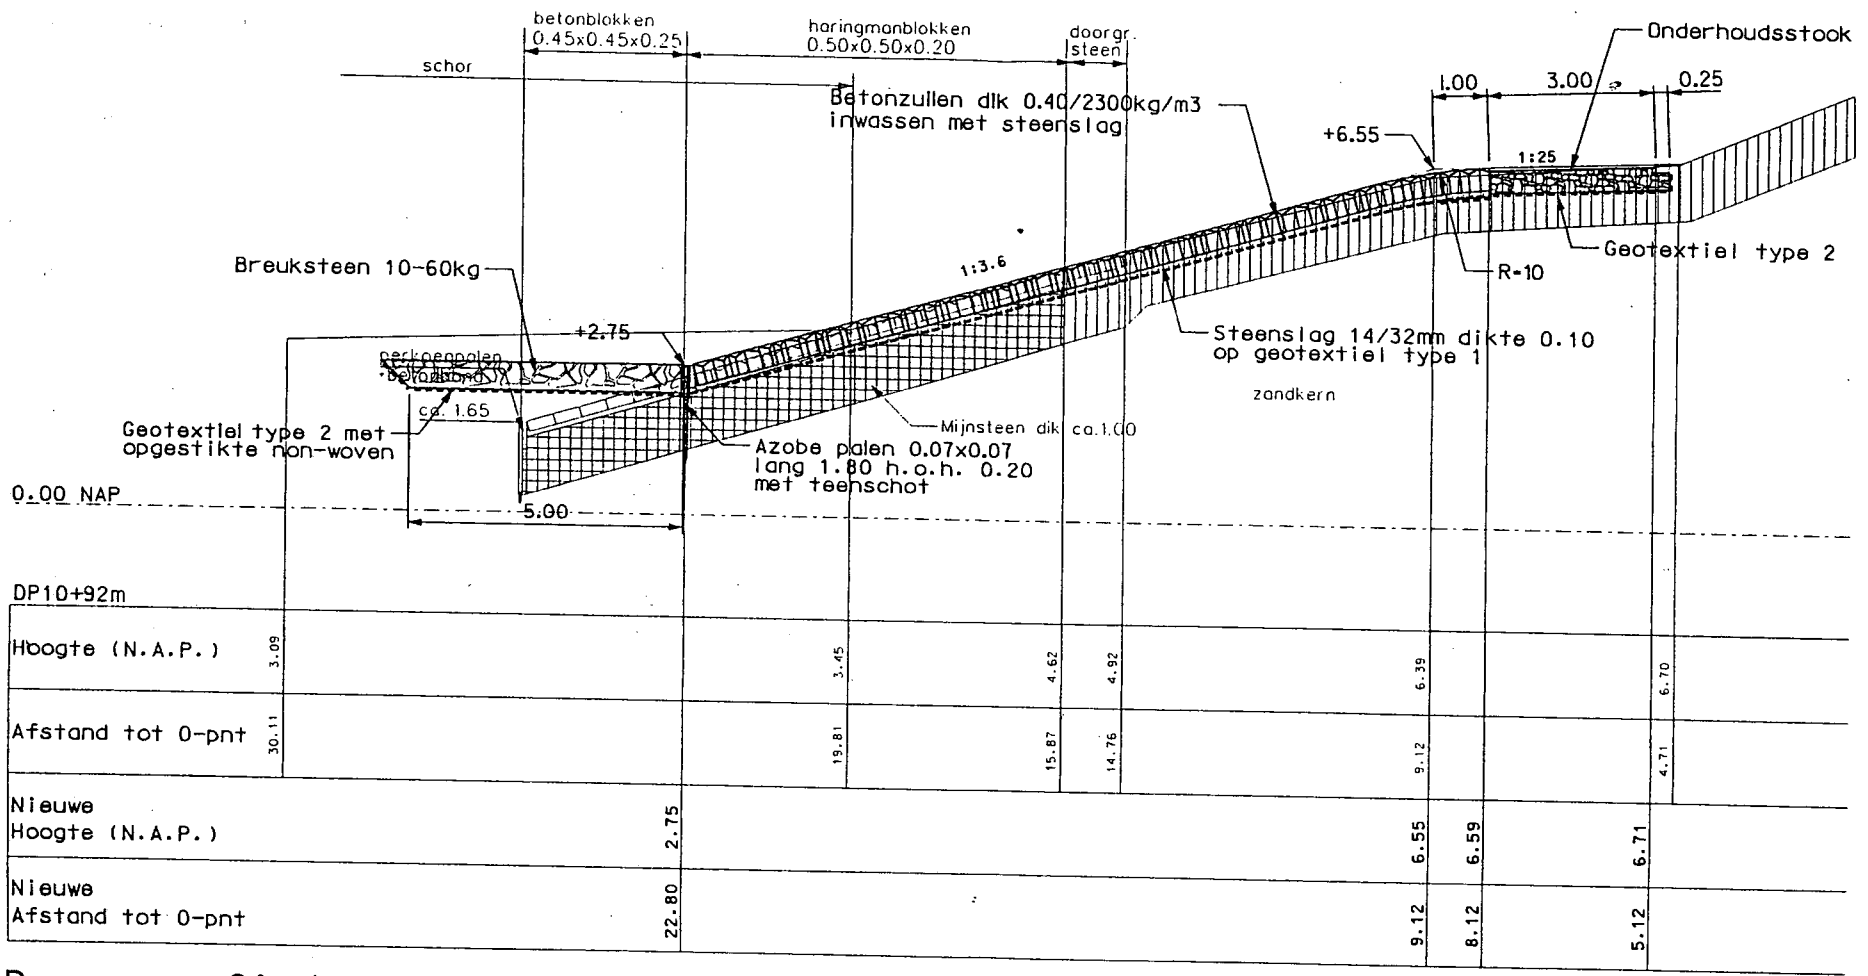 betonblokken
0.45x0.45x0.25
haringmanblokken
0.50x0.50x0.20
doorgr.
steen
Onderhoudsstook
schor
1.00
3.00
0.25
Betonzuilen dik 0.40/2300kg/m3
inwassen met steenslag
+6.55
1:25
Breuksteen 10-60kg
1:3.6
Geotextiel type 2
R=10
+2.75
Steenslag 14/32mm dikte 0.10
op geotextiel type 1
perkoenpalen
+betonband
zandkern
ca. 1.65
Geotextiel type 2 met
opgestikte non-woven
Mijnsteen dik ca.1.00
Azobe palen 0.07x0.07
lang 1.80 h.o.h. 0.20
met teenschot
0.00 NAP
5.00
DP10+92m
Hoogte (N.A.P.) 3.09 3.45 4.62 4.92 6.39 6.70
Afstand tot 0-pnt 30.11 19.81 15.87 14.76 9.12 4.71
Nieuwe
Hoogte (N.A.P.) 2.75 6.55 6.59 6.71
Nieuwe
Afstand tot 0-pnt 22.80 9.12 8.12 5.12